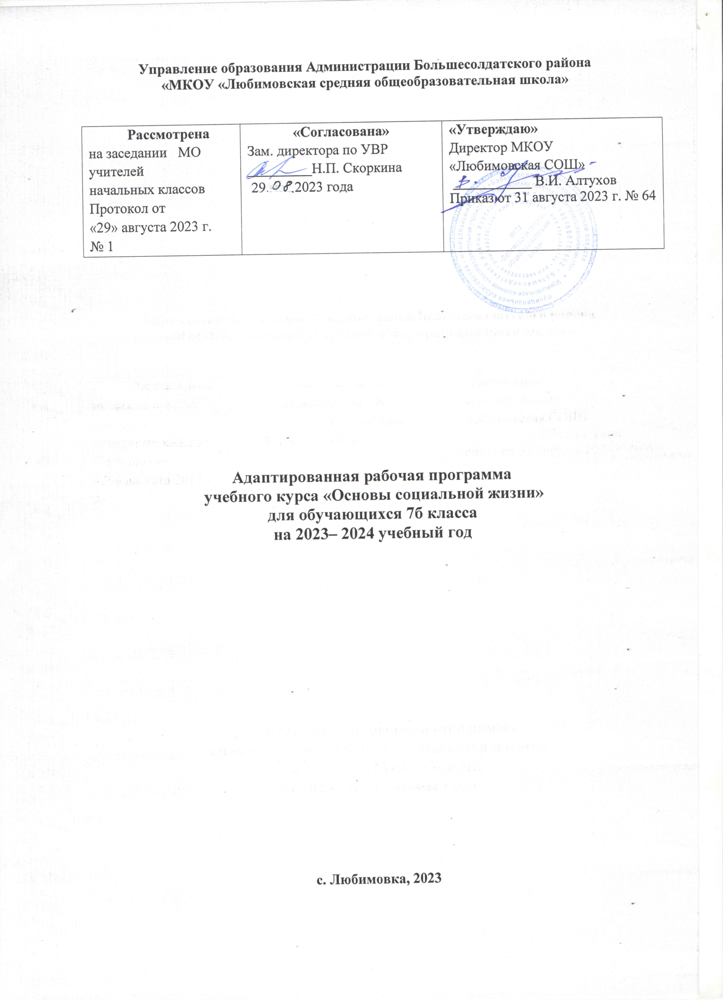 Управление образования Администрации Большесолдатского района
«МКОУ «Любимовская средняя общеобразовательная школа»
Рассмотрена
на заседании МО
учителей
начальных классов
Протокол от
«29» августа 2023 г.
№ 1
«Согласована»
Зам. директора по УВР
Н.П. Скоркина
29.08.2023 года
«Утверждаю»
Директор МКОУ
«Любимовская СОШ»
В.И. Алтухов
Приказ от 31 августа 2023 г. № 64
Адаптированная рабочая программа
учебного курса «Основы социальной жизни»
для обучающихся 7б класса
на 2023– 2024 учебный год
с. Любимовка, 2023